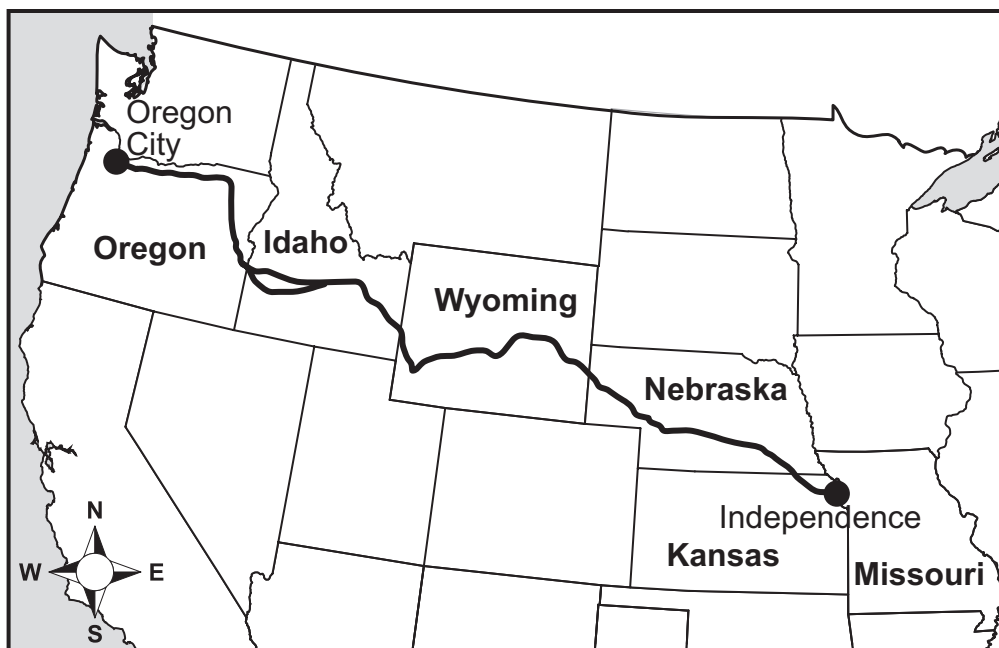 Oregon
City
Oregon
Idaho
Wyoming
Nebraska
Independence
Kansas
Missouri
N
W
E
S